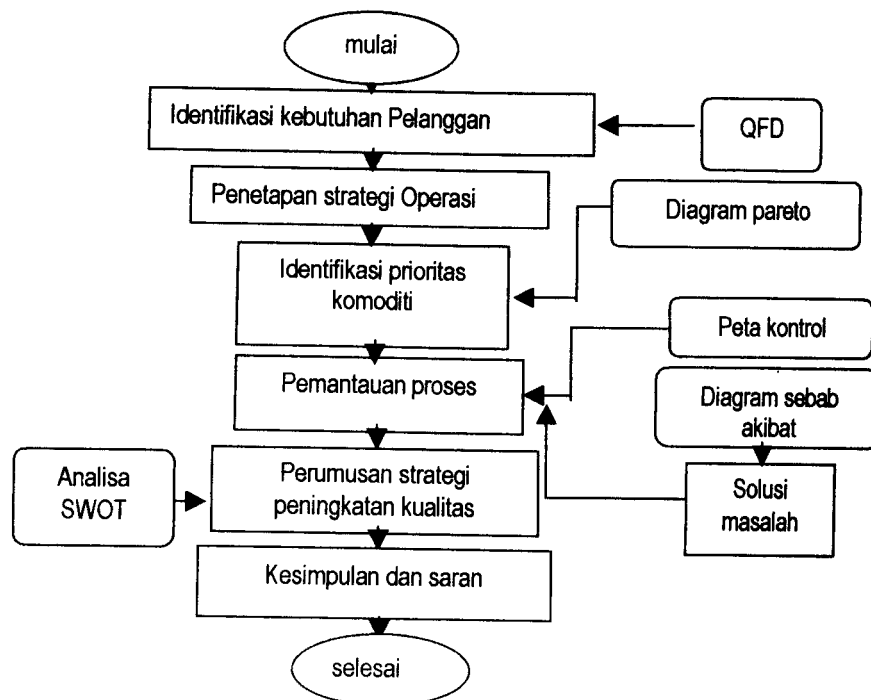 mulai
Identifikasi kebutuhan Pelanggan
QFD
Penetapan strategi Operasi
Diagram pareto
Identifikasi prioritas
komoditi
Peta kontrol
Pemantauan proses
Diagram sebab
akibat
Analisa
SWOT
Perumusan strategi
peningkatan kualitas
Solusi
masalah
Kesimpulan dan saran
selesai